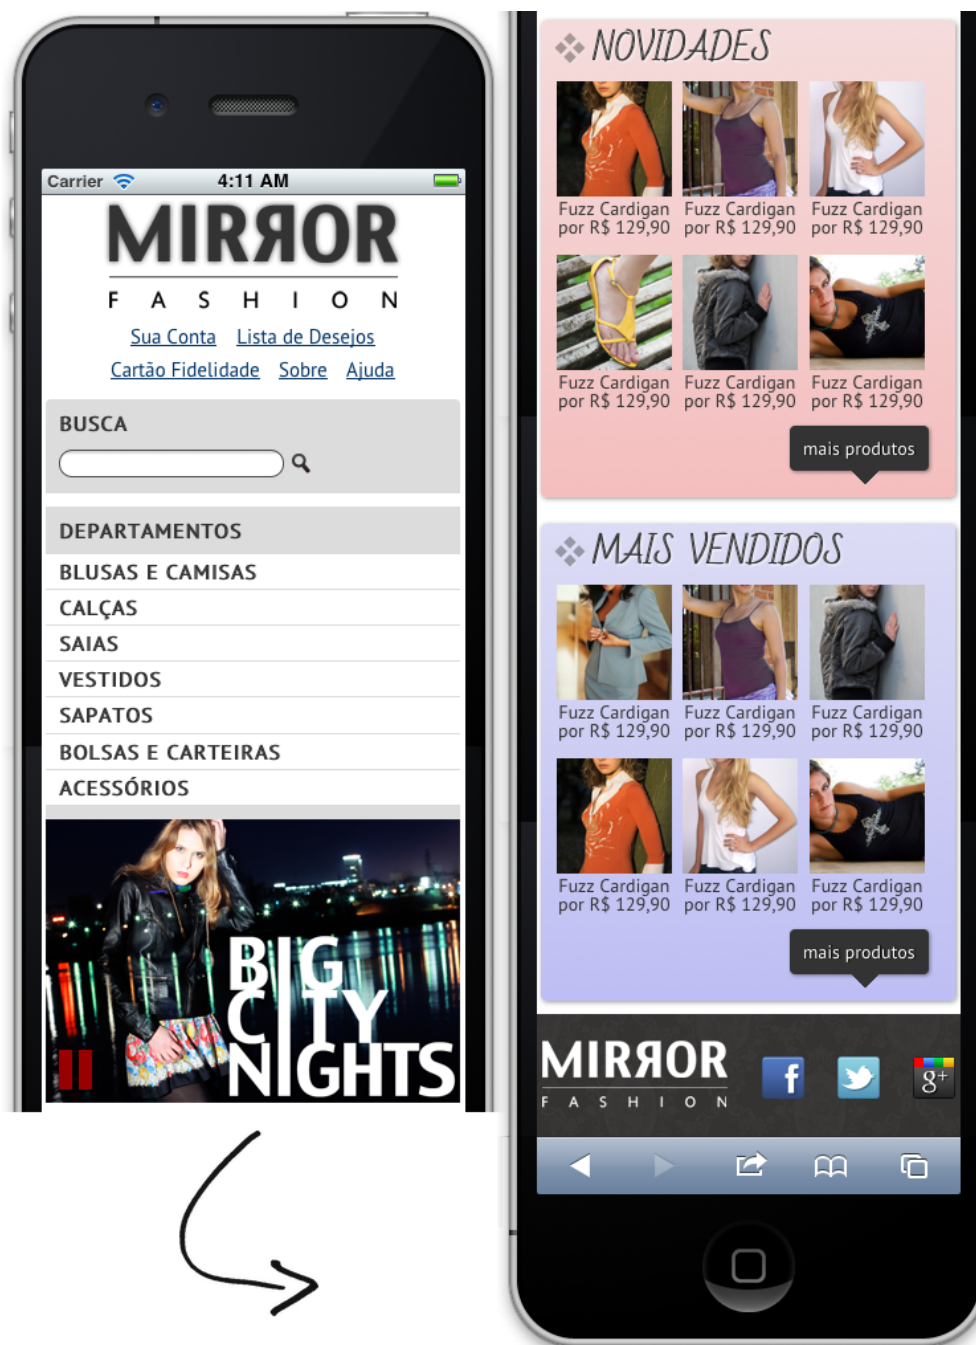 Carrier 4:11 AM
MIRЯOR
FASHION
Sua Conta Lista de Desejos
Cartão Fidelidade Sobre Ajuda
BUSCA
DEPARTAMENTOS
BLUSAS E CAMISAS
CALÇAS
SAIAS
VESTIDOS
SAPATOS
BOLSAS E CARTEIRAS
ACESSÓRIOS
BIG
CITY
NIGHTS
NOVIDADES
Fuzz Cardigan Fuzz Cardigan Fuzz Cardigan
por R$ 129,90 por R$ 129,90 por R$ 129,90
Fuzz Cardigan Fuzz Cardigan Fuzz Cardigan
por R$ 129,90 por R$ 129,90 por R$ 129,90
mais produtos
MAIS VENDIDOS
Fuzz Cardigan Fuzz Cardigan Fuzz Cardigan
por R$ 129,90 por R$ 129,90 por R$ 129,90
Fuzz Cardigan Fuzz Cardigan Fuzz Cardigan
por R$ 129,90 por R$ 129,90 por R$ 129,90
mais produtos
MIRЯOR
FASHION
f
g+